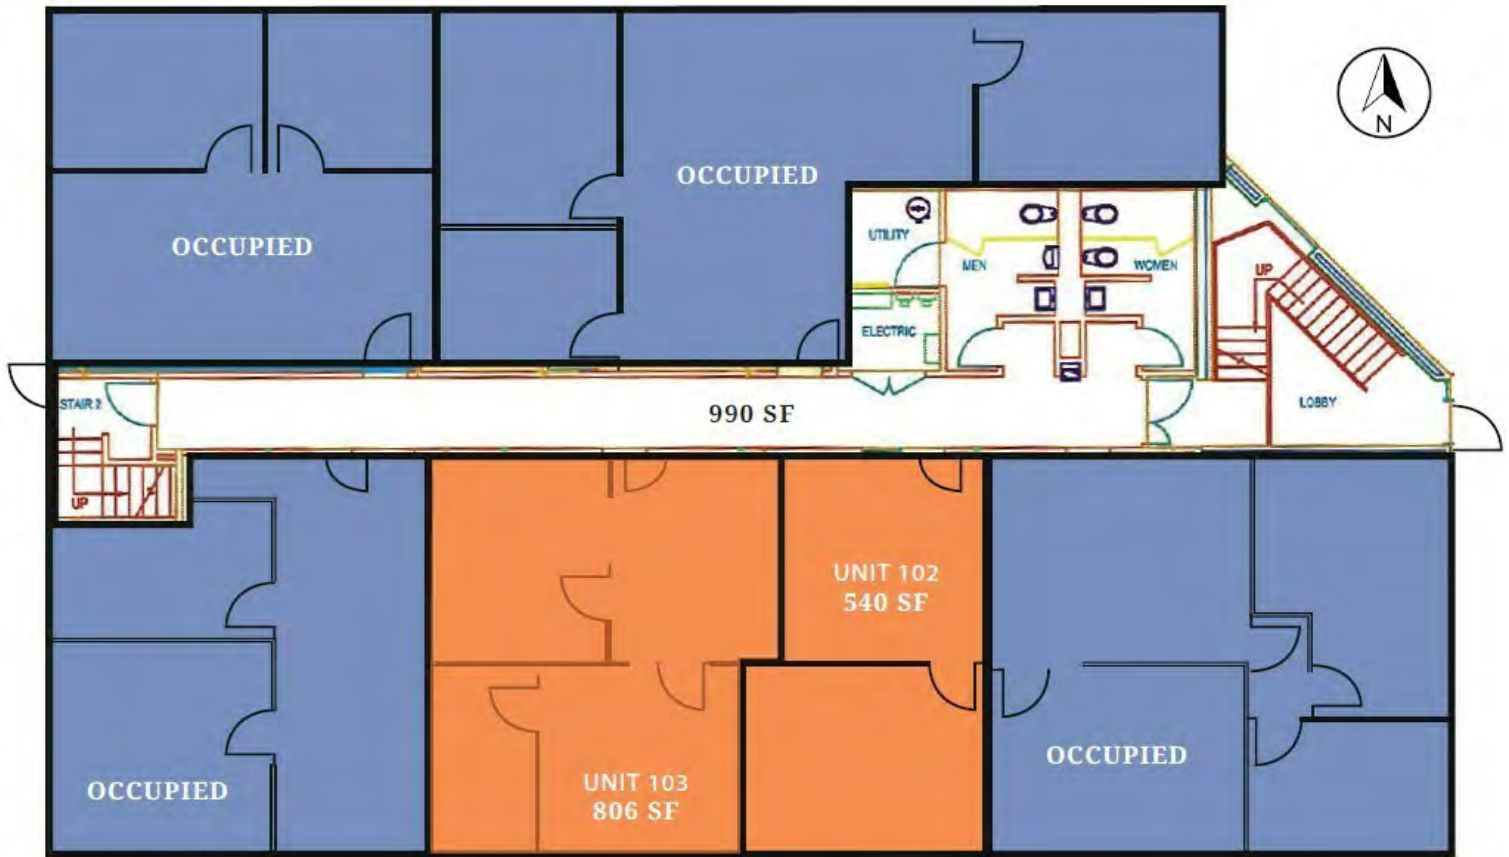 N
OCCUPIED
OCCUPIED
UTILITY
MEN
WOMEN
UP
ELECTRIC
STAIR 2
990 SF
LOBBY
UP
UNIT 102
540 SF
OCCUPIED
UNIT 103
806 SF
OCCUPIED